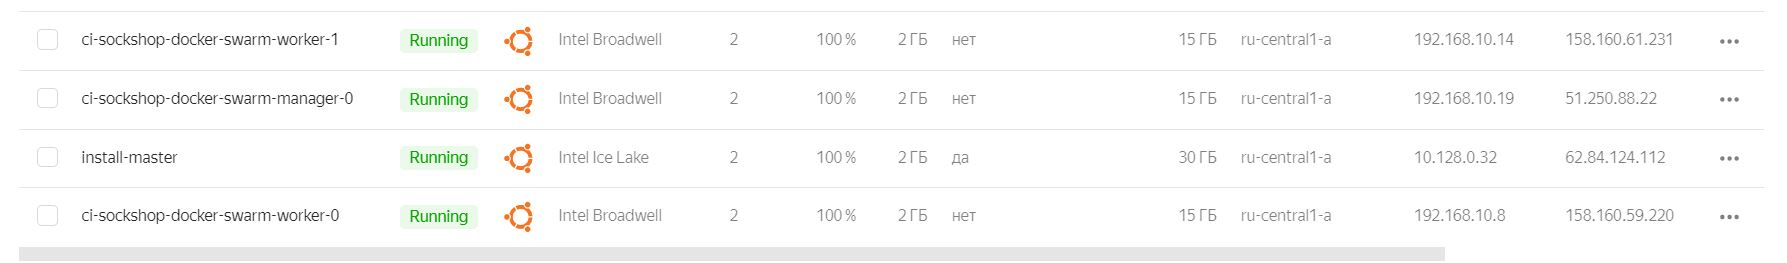 ci-sockshop-docker-swarm-worker-1 Running Intel Broadwell 2 100 % 2 ГБ нет 15 ГБ ru-central1-a 192.168.10.14 158.160.61.231
ci-sockshop-docker-swarm-manager-0 Running Intel Broadwell 2 100 % 2 ГБ нет 15 ГБ ru-central1-a 192.168.10.19 51.250.88.22
install-master Running Intel Ice Lake 2 100 % 2 ГБ да 30 ГБ ru-central1-a 10.128.0.32 62.84.124.112
ci-sockshop-docker-swarm-worker-0 Running Intel Broadwell 2 100 % 2 ГБ нет 15 ГБ ru-central1-a 192.168.10.8 158.160.59.220